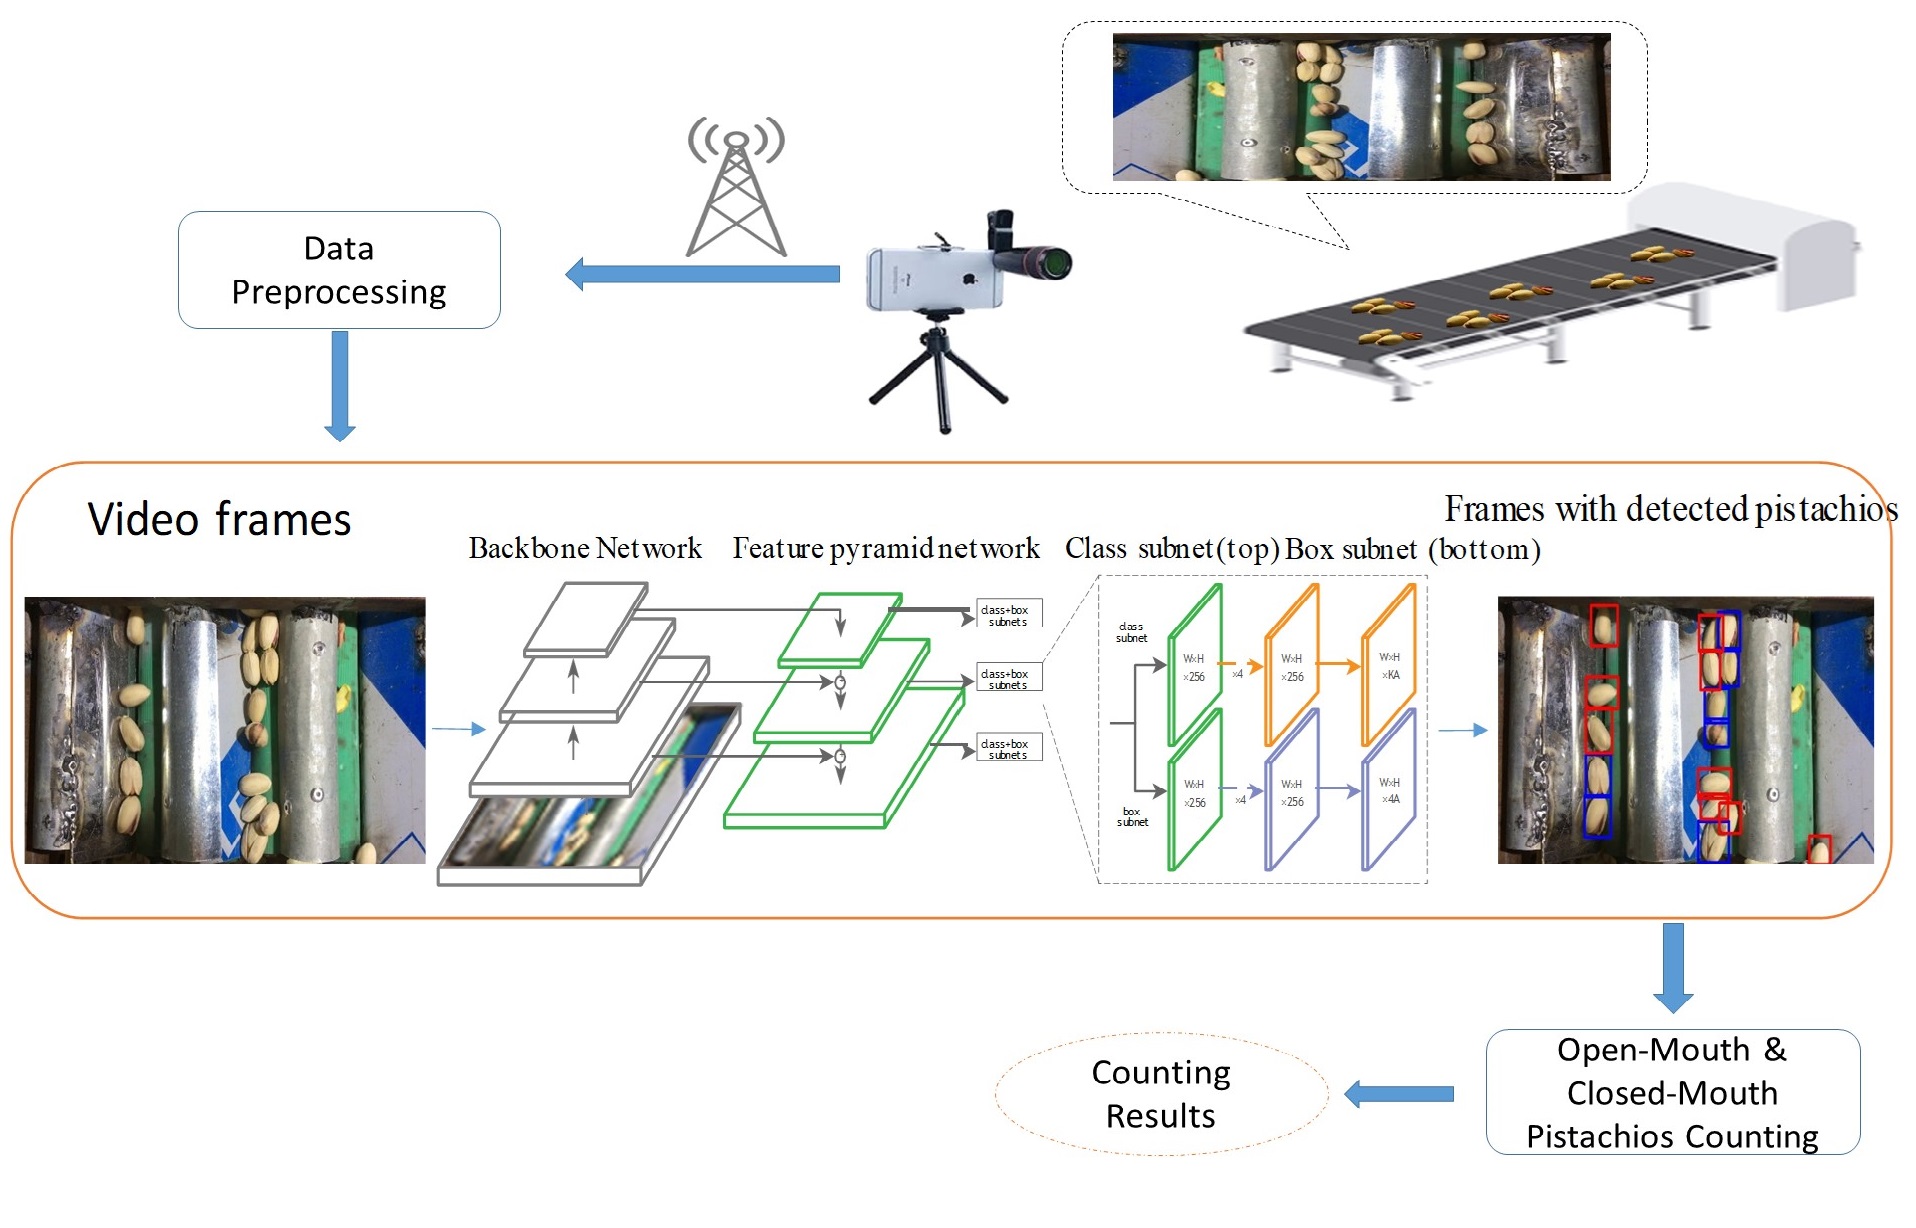 Data
Preprocessing
Video frames
Frames with detected pistachios
Backbone Network
Feature pyramid network
Class subnet(top) Box subnet (bottom)
class+box
subnets
class+box
subnets
class+box
subnets
class
subnet
W×H
×256
×4
W×H
×256
W×H
×KA
box
subnet
W×H
×256
×4
W×H
×256
W×H
×4A
Open-Mouth &
Closed-Mouth
Pistachios Counting
Counting
Results